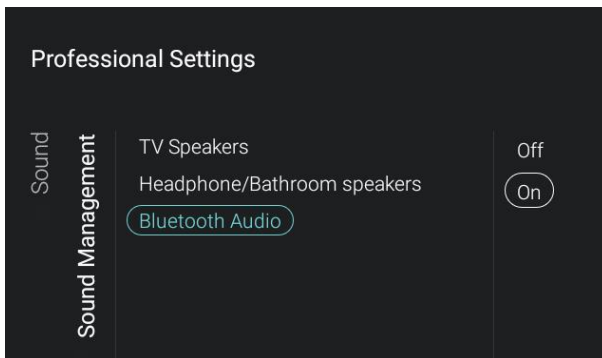 Professional Settings
Sound
Sound Management
TV Speakers
Headphone/Bathroom speakers
Bluetooth Audio
Off
On